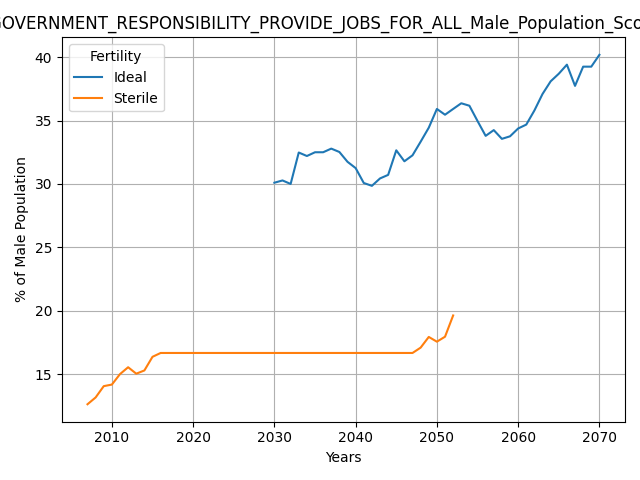 GOVERNMENT_RESPONSIBILITY_PROVIDE_JOBS_FOR_ALL_Male_Population_Sco
Fertility
Ideal
Sterile
% of Male Population
40
35
30
25
20
15
2010 2020 2030 2040 2050 2060 2070
Years